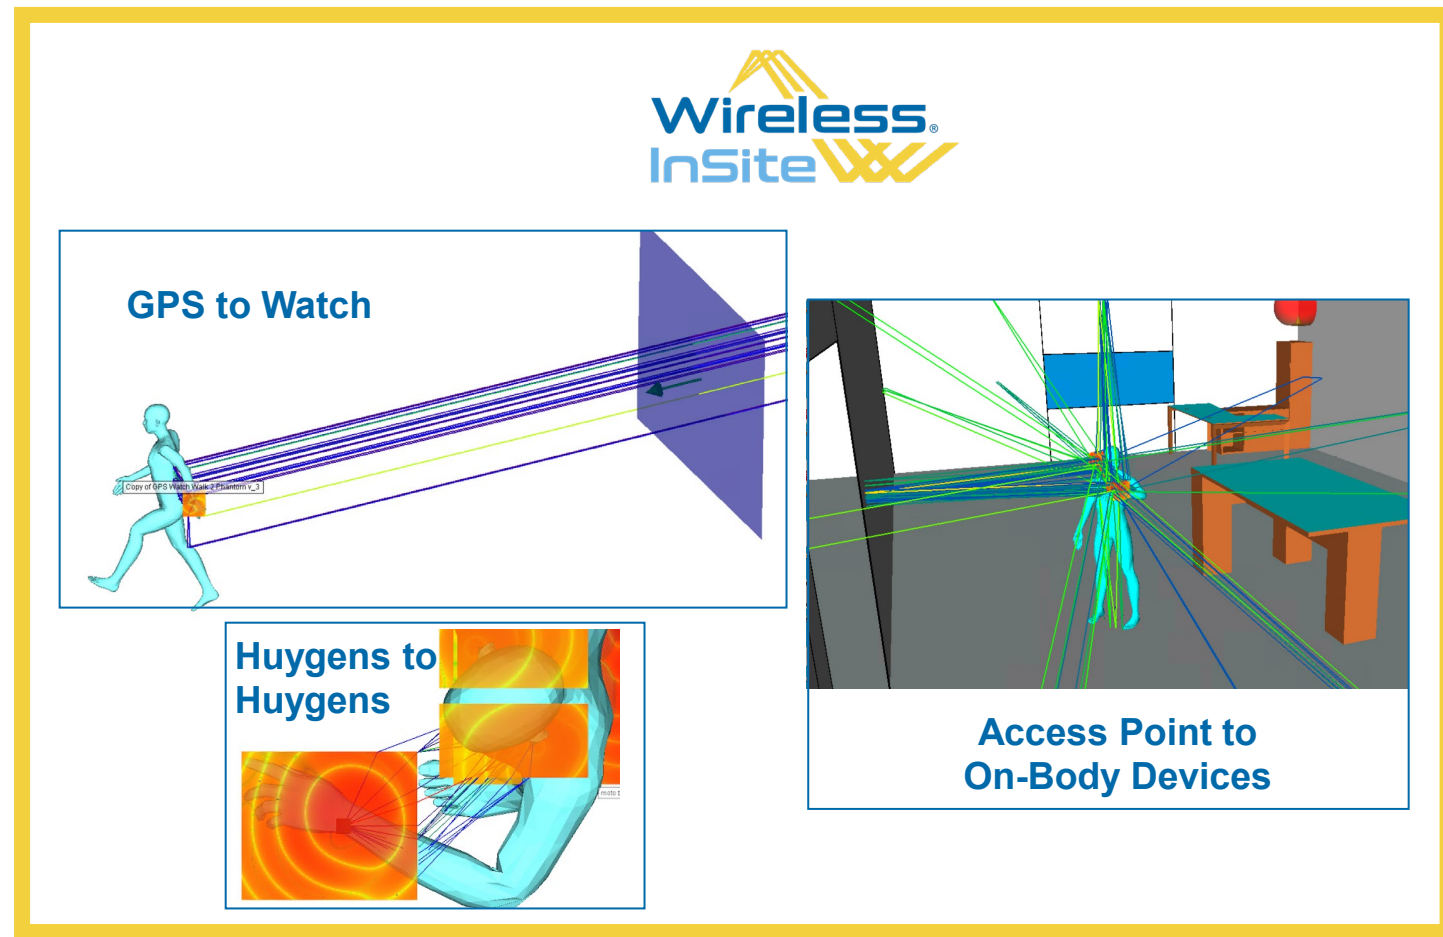 Wireless®
InSite
GPS to Watch
Copy of GPS Watch Walk 2 Phantom v_3
Huygens to
Huygens
Access Point to
On-Body Devices